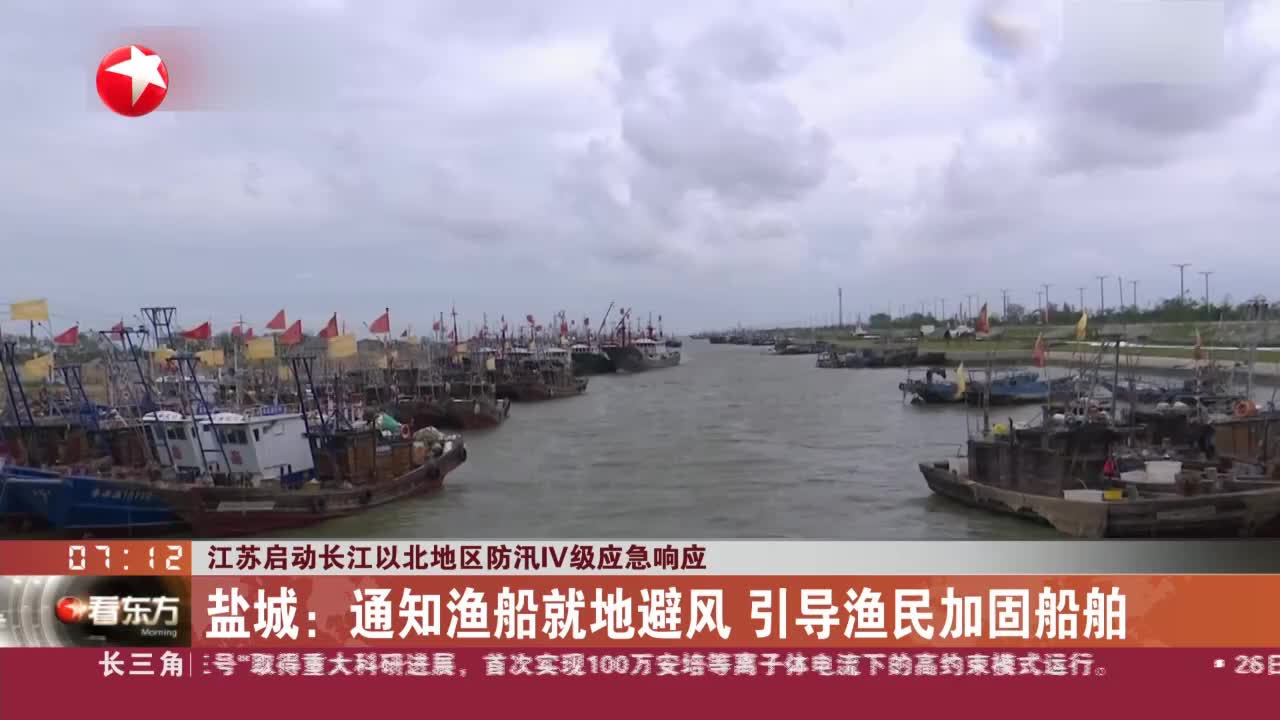 07:12
江苏启动长江以北地区防汛IV级应急响应
看东方
Morning
盐城：通知渔船就地避风 引导渔民加固船舶
长三角
三号"取得重大科研进展，首次实现100万安培等离子体电流下的高约束模式运行。
26日